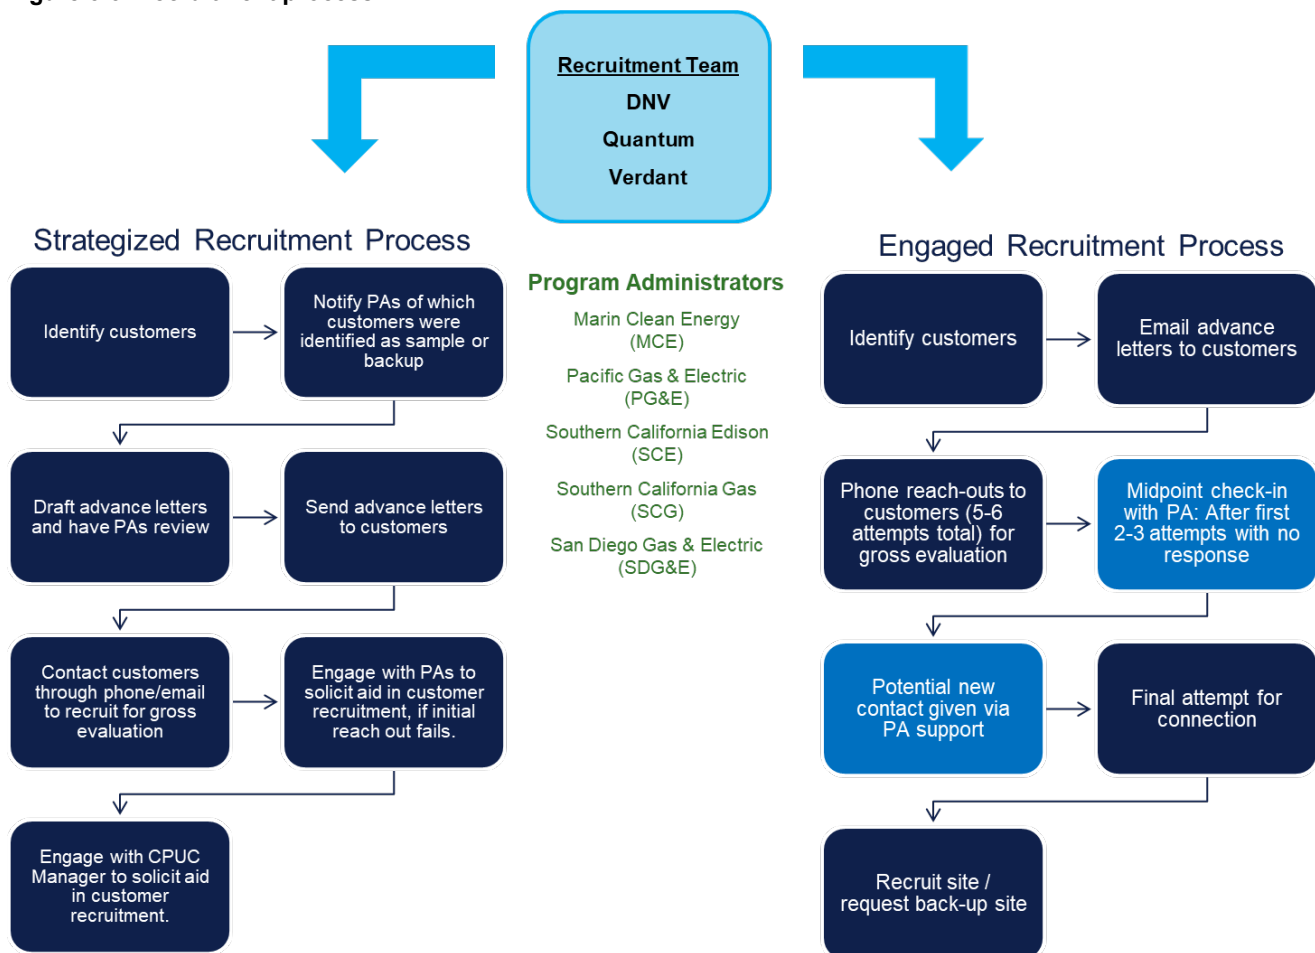 Recruitment Team
DNV
Quantum
Verdant
Strategized Recruitment Process
Identify customers
Notify PAs of which
customers were
identified as sample or
backup
Draft advance letters
and have PAs review
Send advance letters
to customers
Contact customers
through phone/email
to recruit for gross
evaluation
Engage with PAs to
solicit aid in customer
recruitment, if initial
reach out fails.
Engage with CPUC
Manager to solicit aid
in customer
recruitment.
Program Administrators
Marin Clean Energy
(MCE)
Pacific Gas & Electric
(PG&E)
Southern California Edison
(SCE)
Southern California Gas
(SCG)
San Diego Gas & Electric
(SDG&E)
Engaged Recruitment Process
Identify customers
Email advance
letters to customers
Phone reach-outs to
customers (5-6
attempts total) for
gross evaluation
Midpoint check-in
with PA: After first
2-3 attempts with no
response
Potential new
contact given via
PA support
Final attempt for
connection
Recruit site /
request back-up site